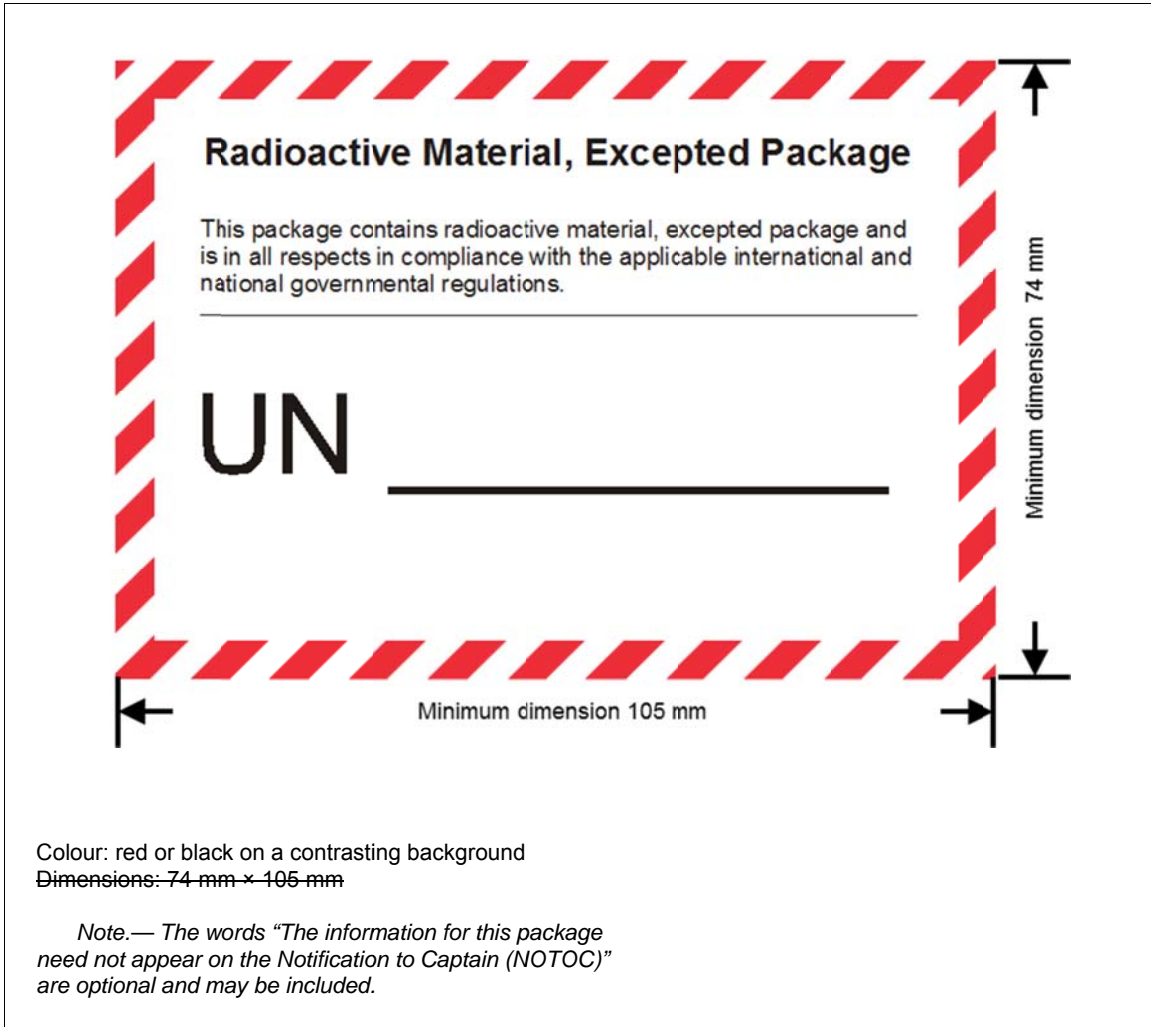 Radioactive Material, Excepted Package
This package contains radioactive material, excepted package and
is in all respects in compliance with the applicable international and
national governmental regulations.
Minimum dimension 74 mm
UN
Minimum dimension 105 mm
Colour: red or black on a contrasting background
Dimensions: 74 mm × 105 mm
Note.— The words “The information for this package
need not appear on the Notification to Captain (NOTOC)”
are optional and may be included.